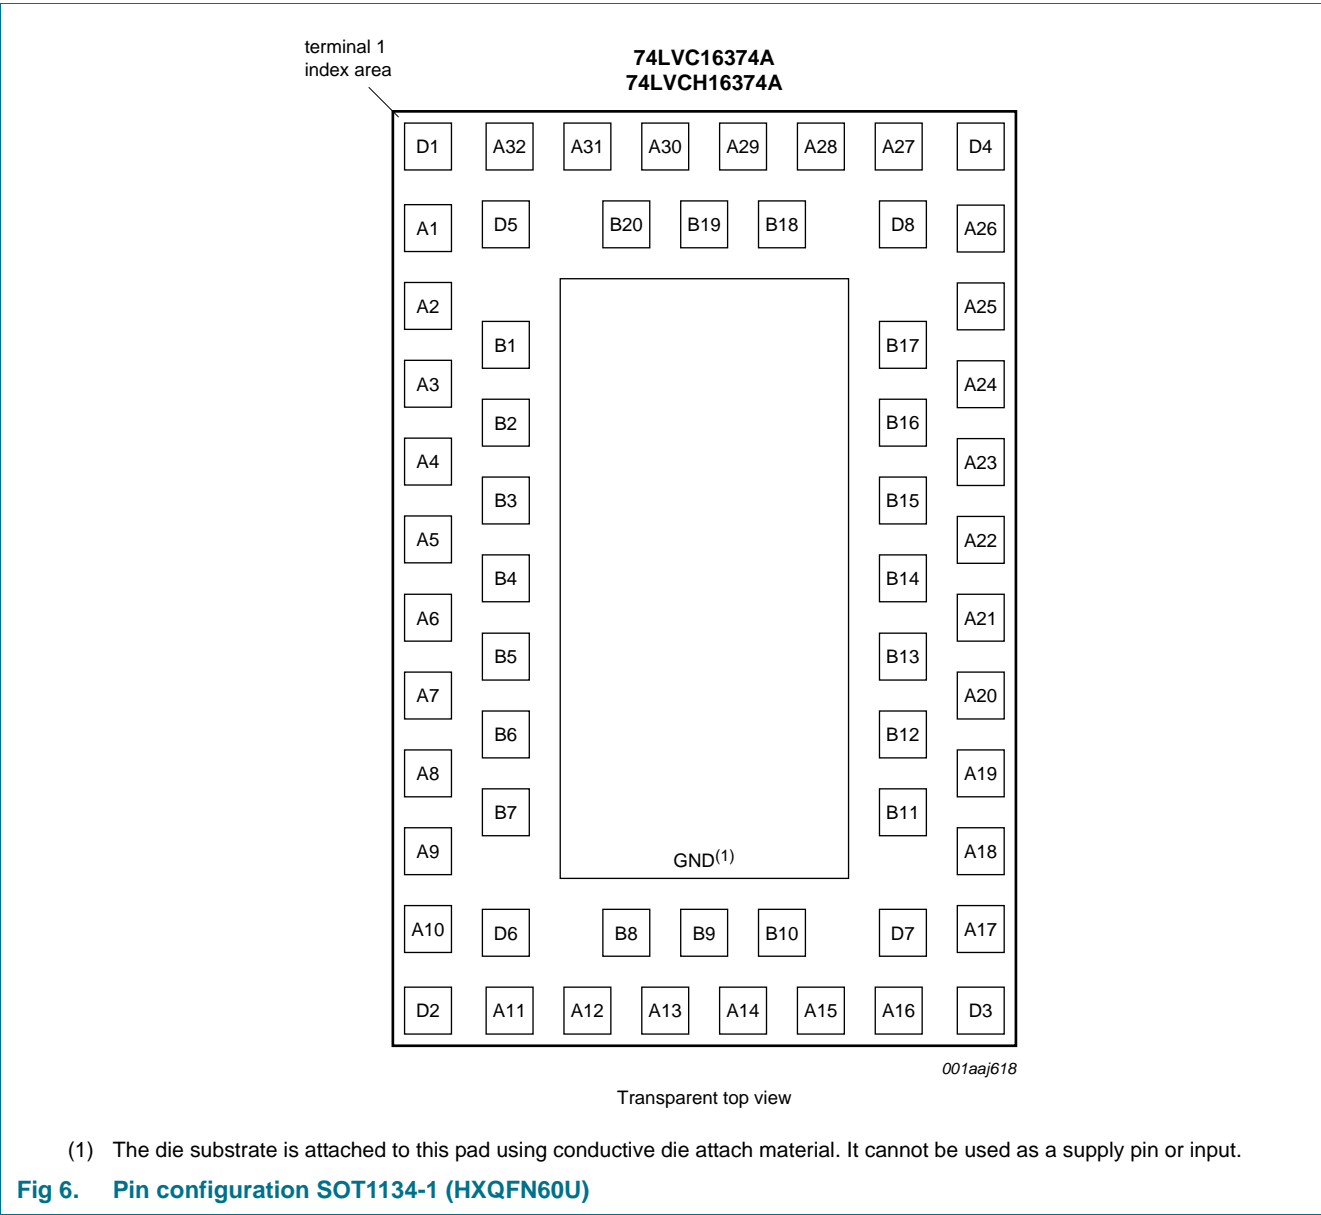 terminal 1
index area
74LVC16374A
74LVCH16374A
D1 A32 A31 A30 A29 A28 A27 D4
A1 D5 B20 B19 B18 D8 A26
A2 A25
B1 B17
A3 A24
B2 B16
A4 A23
B3 B15
A5 A22
B4 B14
A6 A21
B5 B13
A7 A20
B6 B12
A8 A19
B7 B11
A9 A18
GND(1)
A10 D6 B8 B9 B10 D7 A17
D2 A11 A12 A13 A14 A15 A16 D3
001aaj618
Transparent top view
(1) The die substrate is attached to this pad using conductive die attach material. It cannot be used as a supply pin or input.
Fig 6. Pin configuration SOT1134-1 (HXQFN60U)